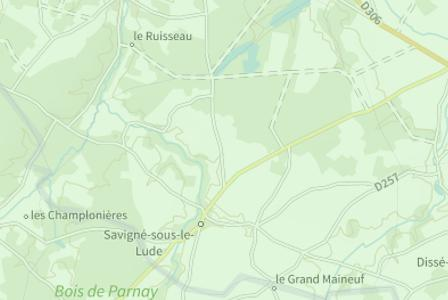 D306
le Ruisseau
D257
les Championières
Savigné-sous-le-
Lude
Dissé-
le Grand Maineuf
Bois de Parnay